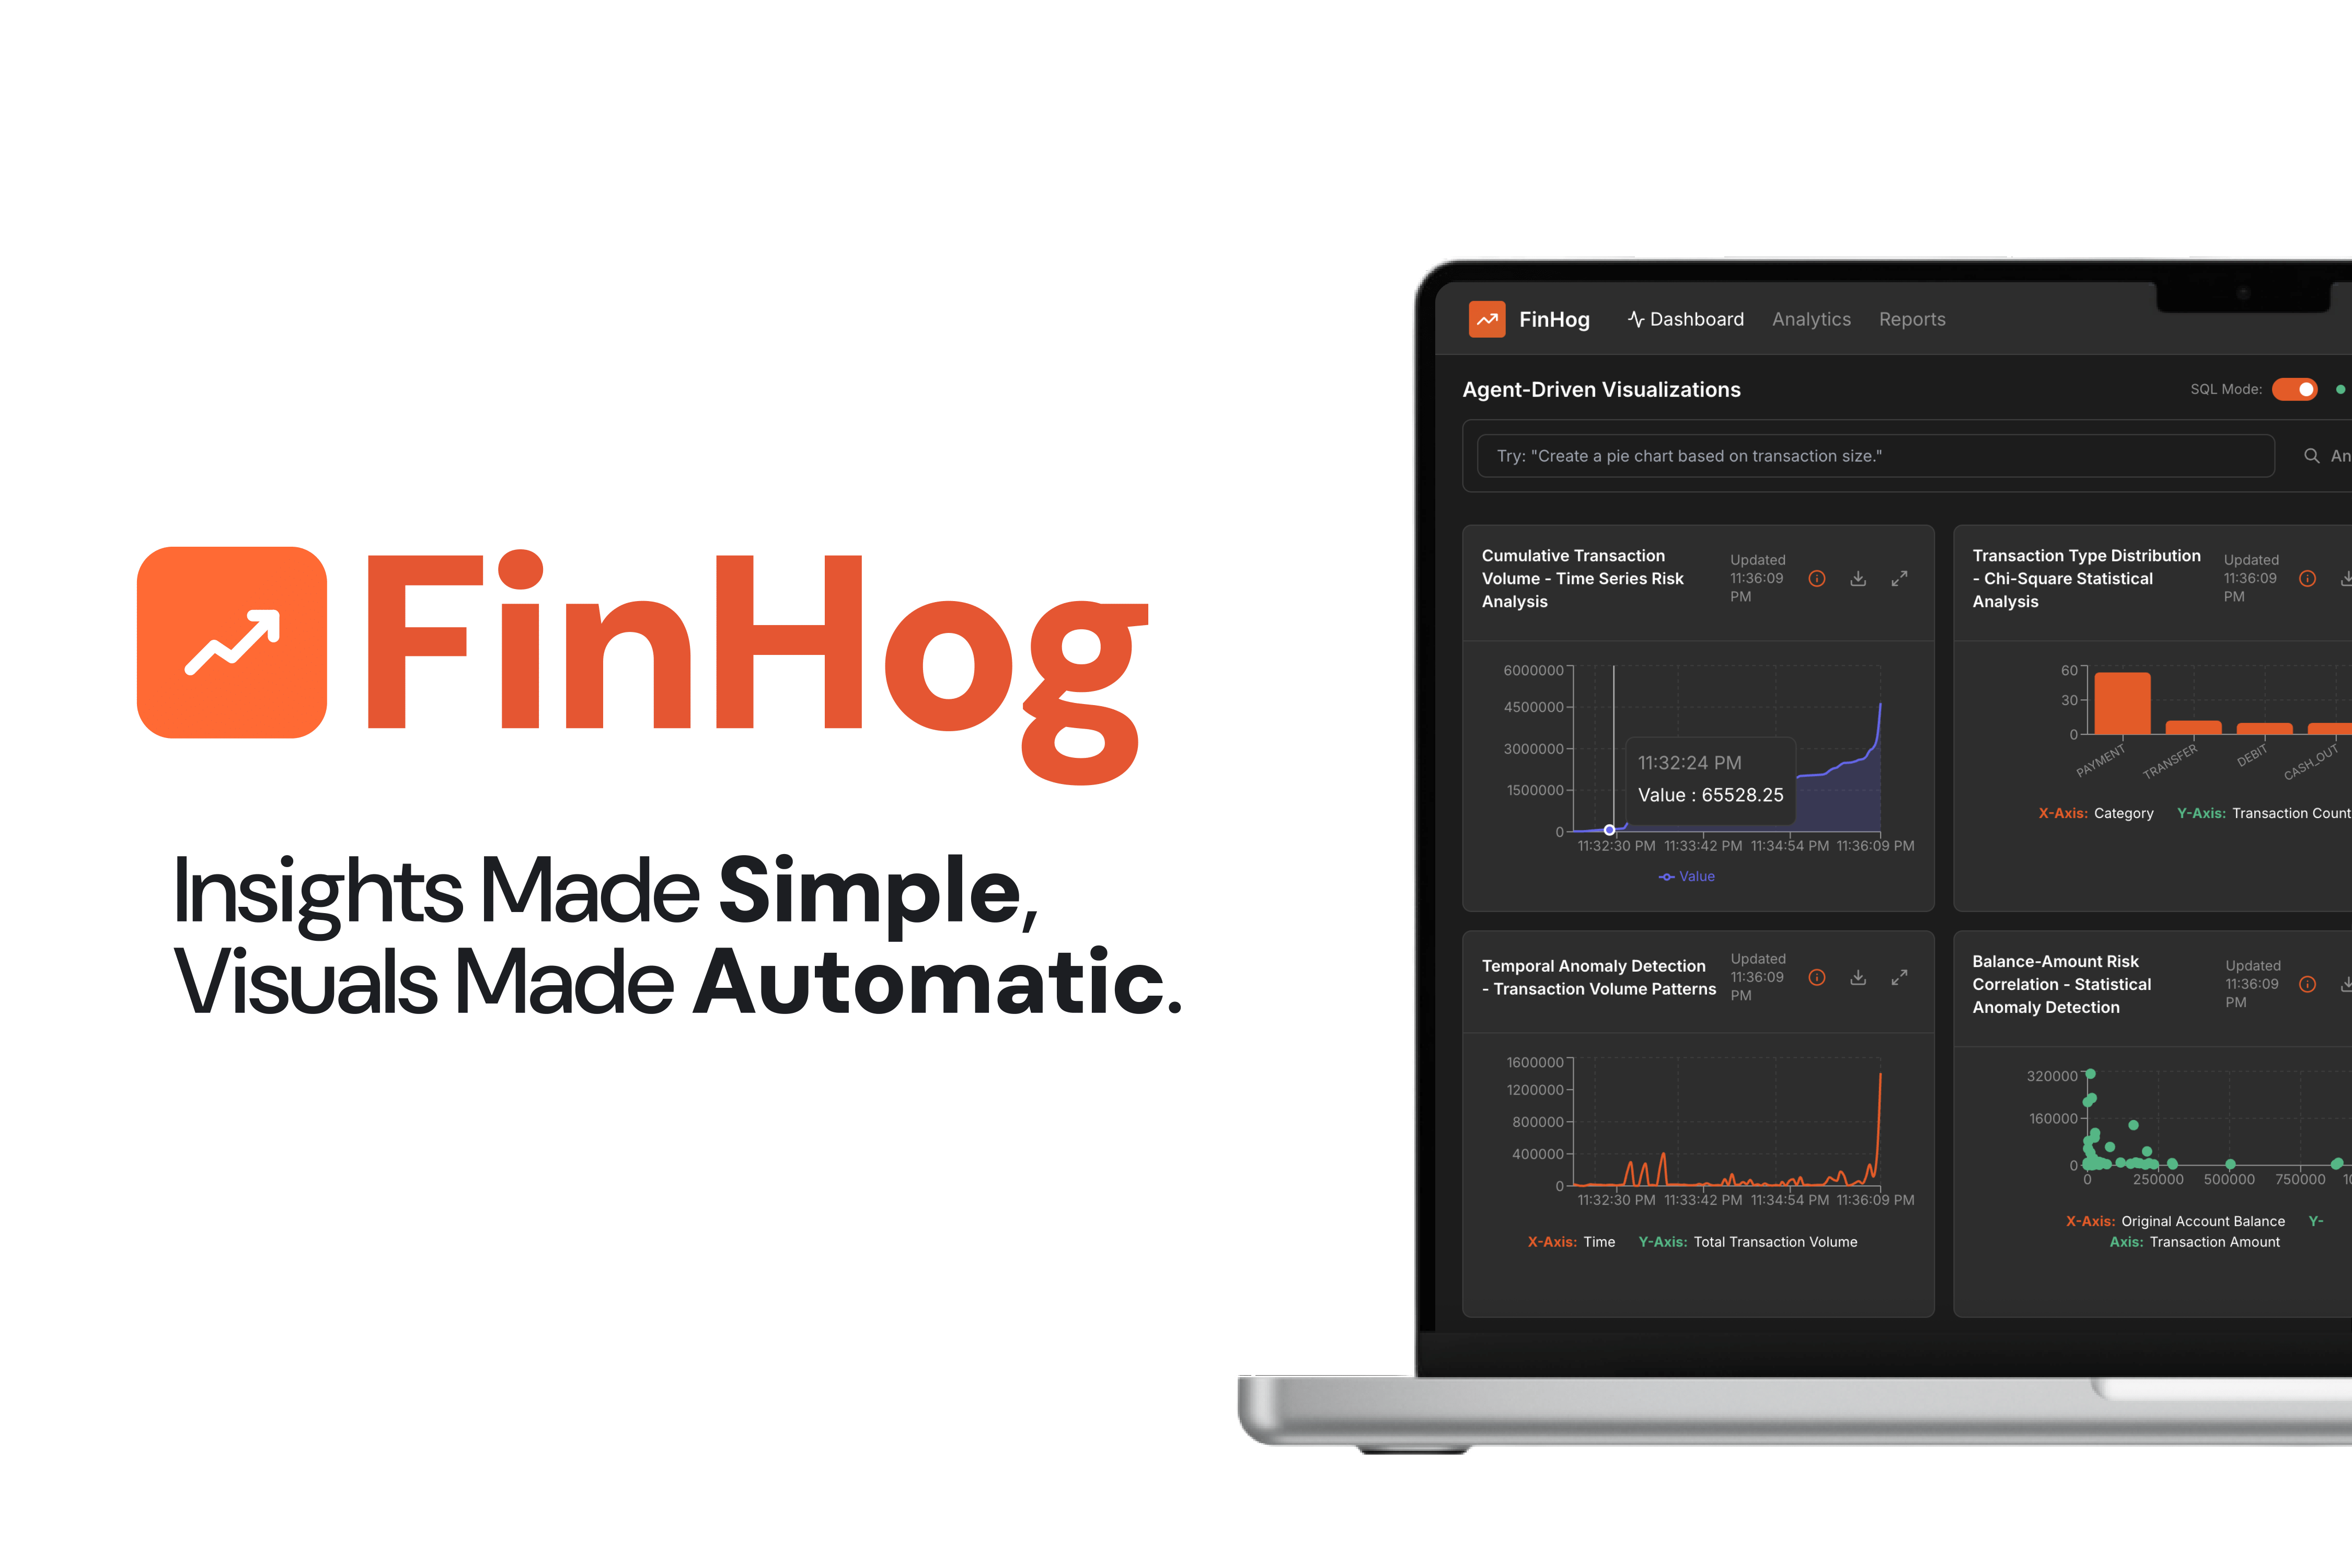 FinHog
Insights Made Simple,
Visuals Made Automatic.
FinHog
Dashboard
Analytics
Reports
Agent-Driven Visualizations
SQL Mode:
Try: "Create a pie chart based on transaction size."
An
Cumulative Transaction
Volume - Time Series Risk
Analysis
Updated
11:36:09
PM
6000000
4500000
3000000
1500000
0
11:32:24 PM
Value : 65528.25
11:32:30 PM 11:33:42 PM 11:34:54 PM 11:36:09 PM
Value
Transaction Type Distribution
- Chi-Square Statistical
Analysis
Updated
11:36:09
PM
60
30
0
PAYMENT
TRANSFER
DEBIT
CASH_OUT
X-Axis: Category Y-Axis: Transaction Count
Temporal Anomaly Detection
- Transaction Volume Patterns
Updated
11:36:09
PM
1600000
1200000
800000
400000
0
11:32:30 PM 11:33:42 PM 11:34:54 PM 11:36:09 PM
X-Axis: Time Y-Axis: Total Transaction Volume
Balance-Amount Risk
Correlation - Statistical
Anomaly Detection
Updated
11:36:09
PM
320000
160000
0
0 250000 500000 750000 10
X-Axis: Original Account Balance Y-
Axis: Transaction Amount